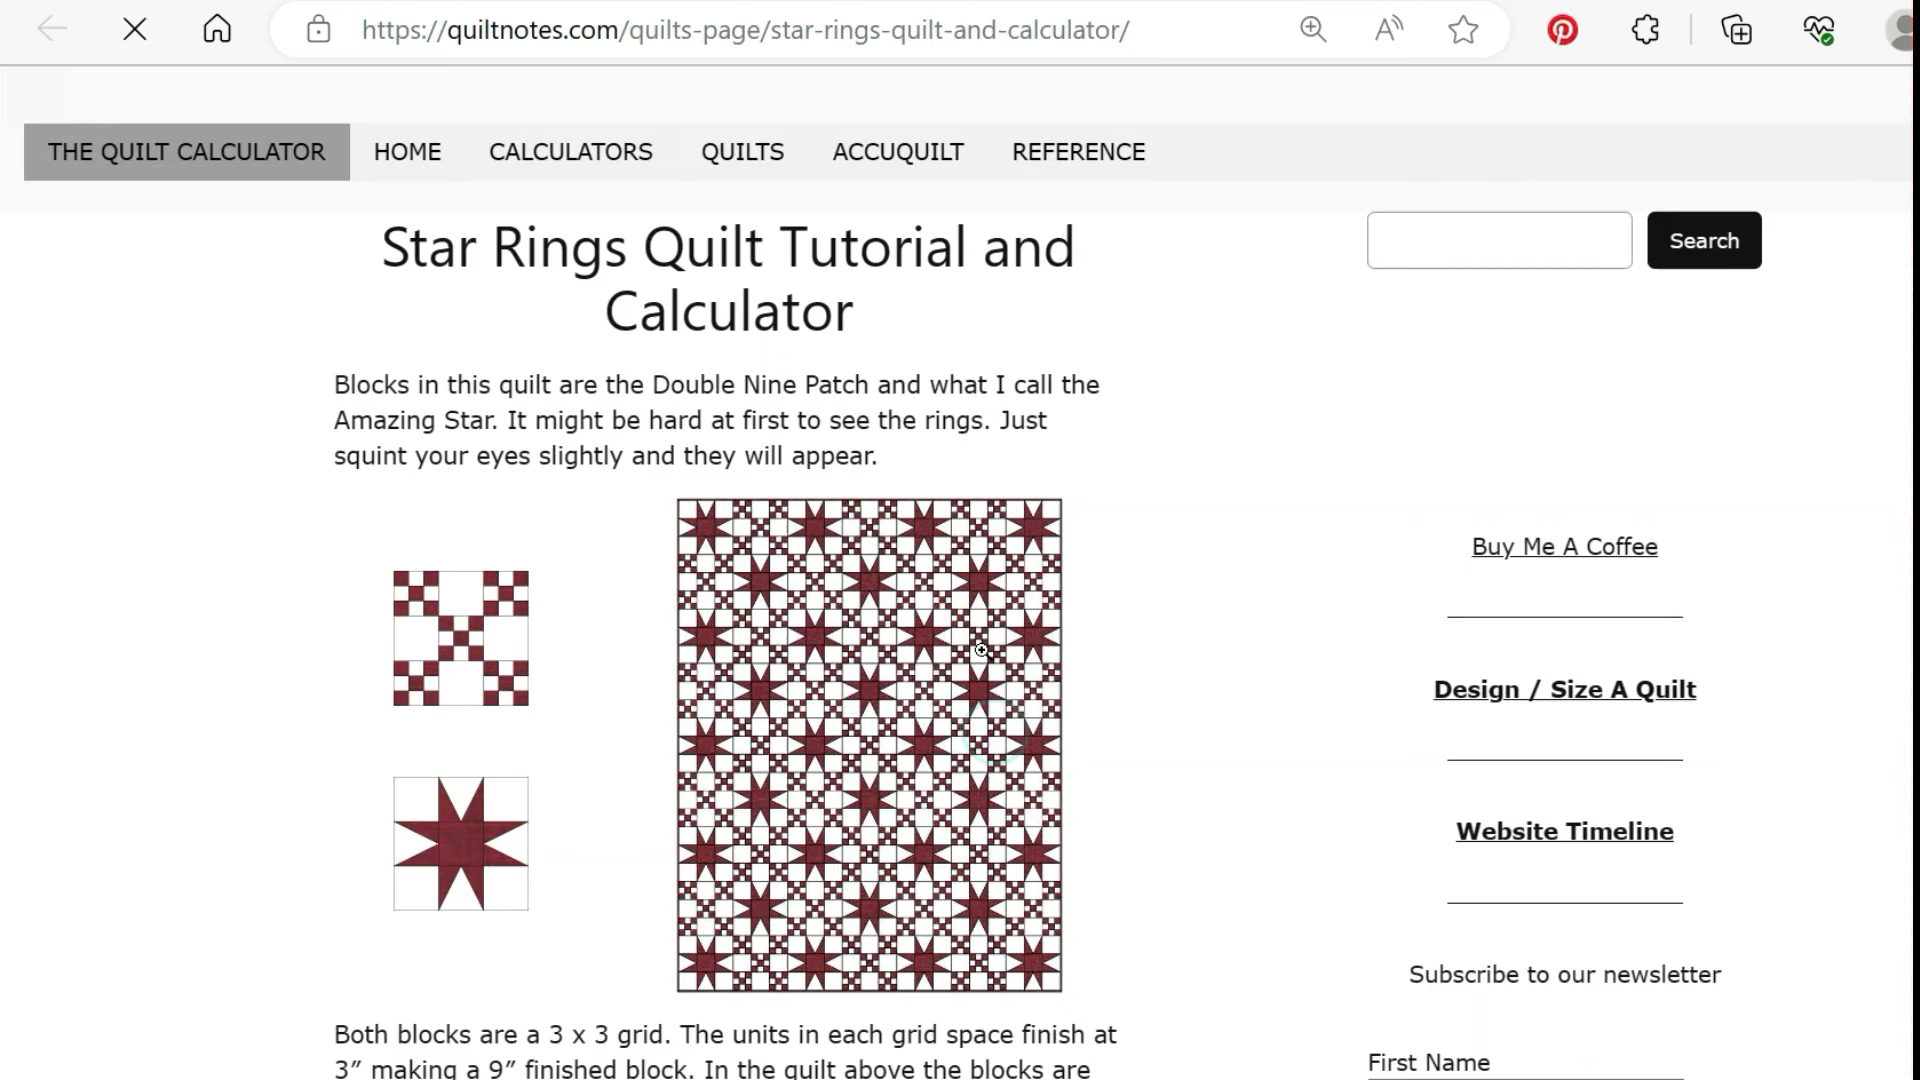 https://quiltnotes.com/quilts-page/star-rings-quilt-and-calculator/
THE QUILT CALCULATOR HOME CALCULATORS QUILTS ACCUQUILT REFERENCE
Star Rings Quilt Tutorial and
Calculator
Search
Blocks in this quilt are the Double Nine Patch and what I call the
Amazing Star. It might be hard at first to see the rings. Just
squint your eyes slightly and they will appear.
Both blocks are a 3 x 3 grid. The units in each grid space finish at
3” making a 9” finished block. In the quilt above the blocks are
Buy Me A Coffee
Design / Size A Quilt
Website Timeline
Subscribe to our newsletter
First Name